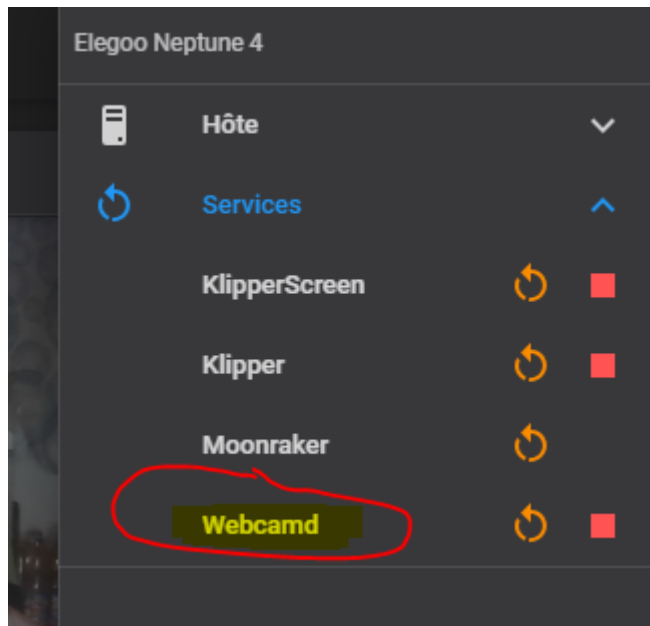 Elegoo Neptune 4
Hôte
Services
KlipperScreen
Klipper
Moonraker
Webcamd